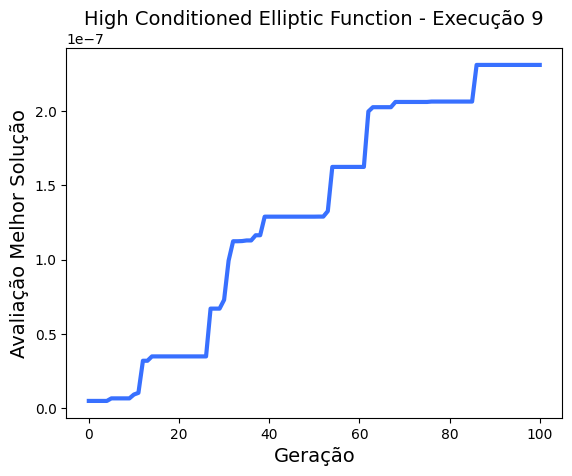 High Conditioned Elliptic Function - Execução 9
1e−7
Avaliação Melhor Solução
2.0
1.5
1.0
0.5
0.0
0 20 40 60 80 100
Geração